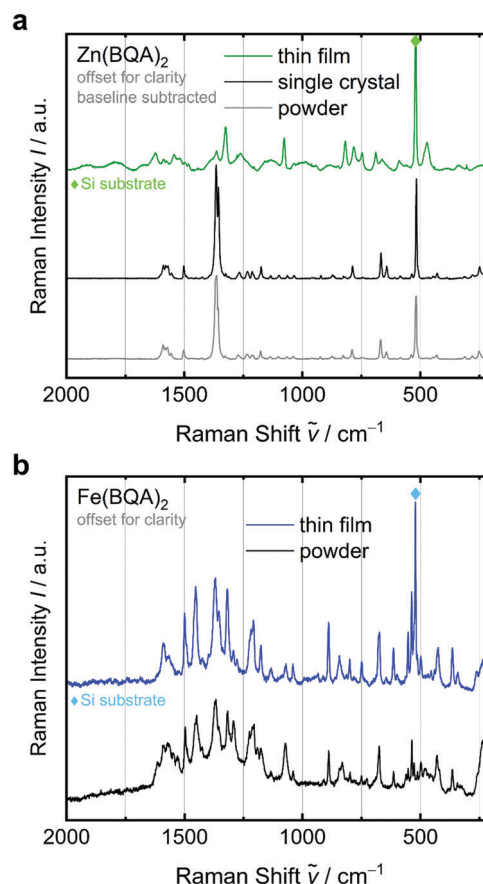 a
Zn(BQA)2
offset for clarity
baseline subtracted
thin film
single crystal
powder
◆Si substrate
Raman Intensity I / a.u.
2000 1500 1000 500
Raman Shift ṽ / cm⁻¹
b
Fe(BQA)2
offset for clarity
thin film
powder
◆Si substrate
Raman Intensity I / a.u.
2000 1500 1000 500
Raman Shift ṽ / cm⁻¹